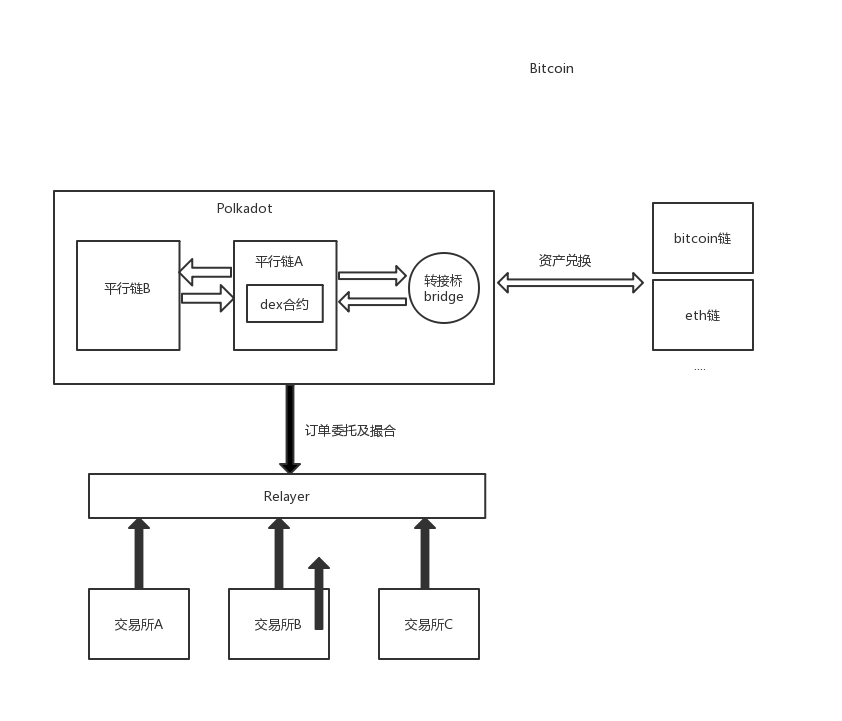 Bitcoin
Polkadot
平行链B
平行链A
dex合约
转接桥
bridge
资产兑换
bitcoin链
eth链
....
订单委托及撮合
Relayer
交易所A
交易所B
交易所C